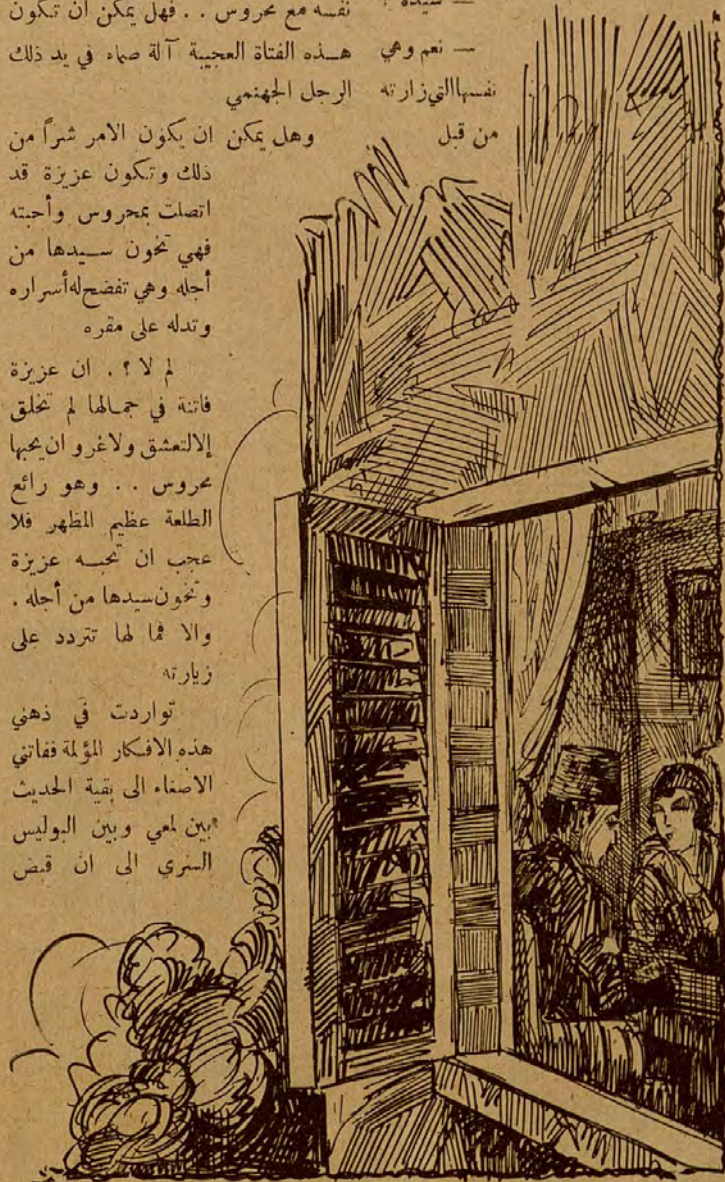 — سيدة ؟
— نعم وهي
نفسها التي زارته
من قبل
نفسه مع محروس . . فهل يمكن ان تكون
هذه الفتاة العجيبة آلة صماء في يد ذلك
الرجل الجهنمي
وهل يمكن ان يكون الامر شراً من
ذلك وتكون عزيزة قد
اتصلت بمحروس وأحبته
فهي تخون سيدها من
أجله وهي تفضح له أسراره
وتدله على مقره
لم لا ؟ . ان عزيزة
فاتنة في جمالها لم تخلق
إلا لتعشق ولا غرو ان يحبها
محروس . . وهو رائع
الطلعة عظيم المظهر فلا
عجب ان تحبه عزيزة
وتخون سيدها من أجله .
والا فما لها تتردد على
زيارته
تواردت في ذهني
هذه الافكار المؤلمة ففاتني
الاصغاء الى بقية الحديث
بين لمعي وبين البوليس
السري الى ان قبض